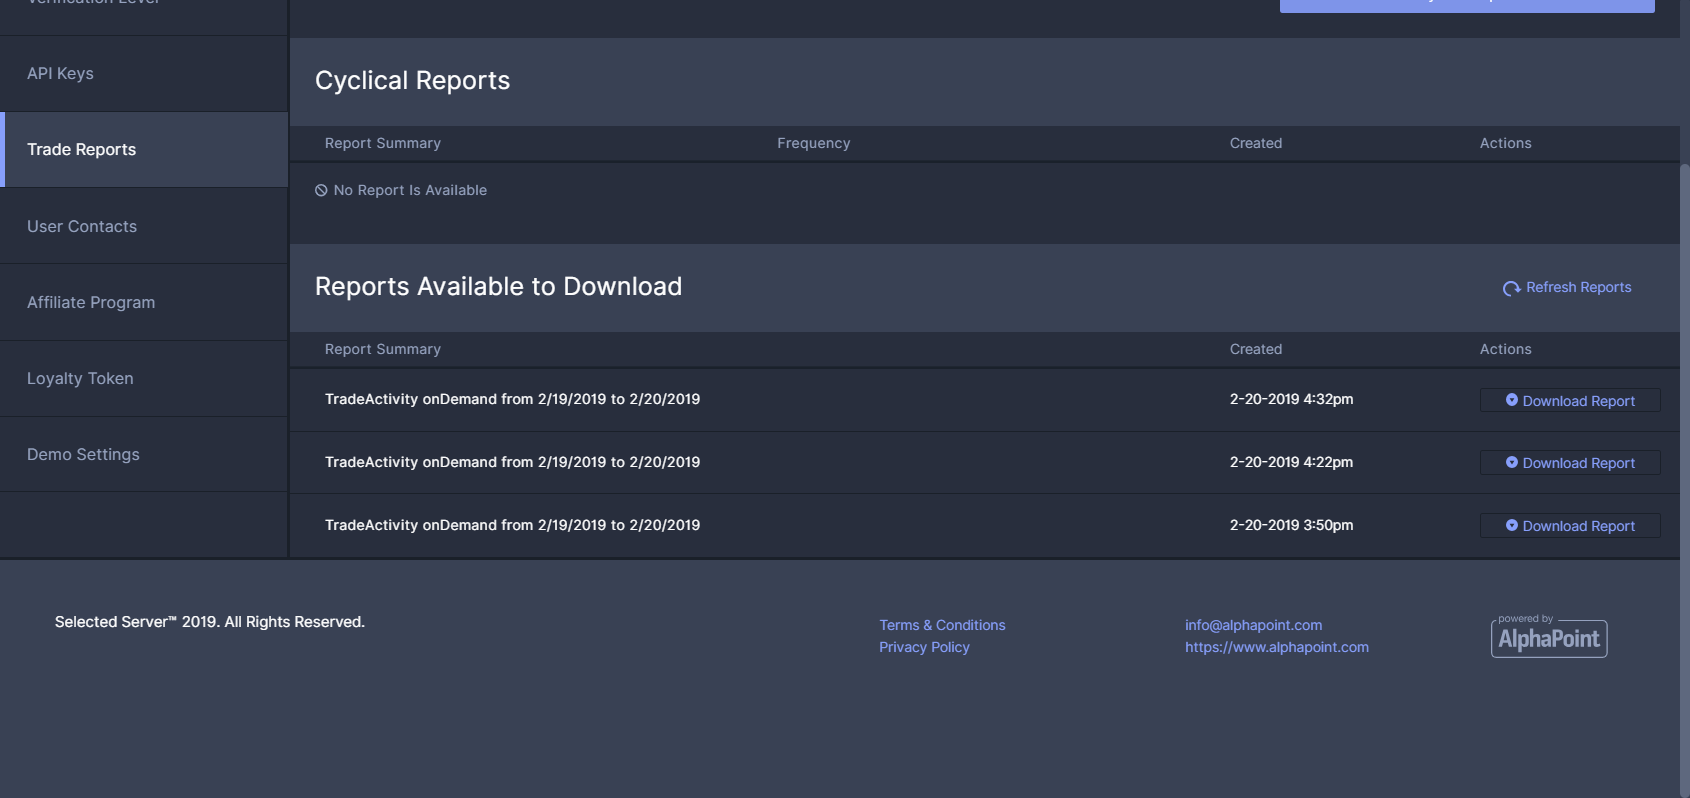 API Keys
Trade Reports
User Contacts
Affiliate Program
Loyalty Token
Demo Settings
Cyclical Reports
Report Summary Frequency Created Actions
No Report Is Available
Reports Available to Download
Refresh Reports
Report Summary Created Actions
TradeActivity onDemand from 2/19/2019 to 2/20/2019 2-20-2019 4:32pm Download Report
TradeActivity onDemand from 2/19/2019 to 2/20/2019 2-20-2019 4:22pm Download Report
TradeActivity onDemand from 2/19/2019 to 2/20/2019 2-20-2019 3:50pm Download Report
Selected Server™ 2019. All Rights Reserved.
Terms & Conditions
Privacy Policy
info@alphapoint.com
https://www.alphapoint.com
powered by
AlphaPoint